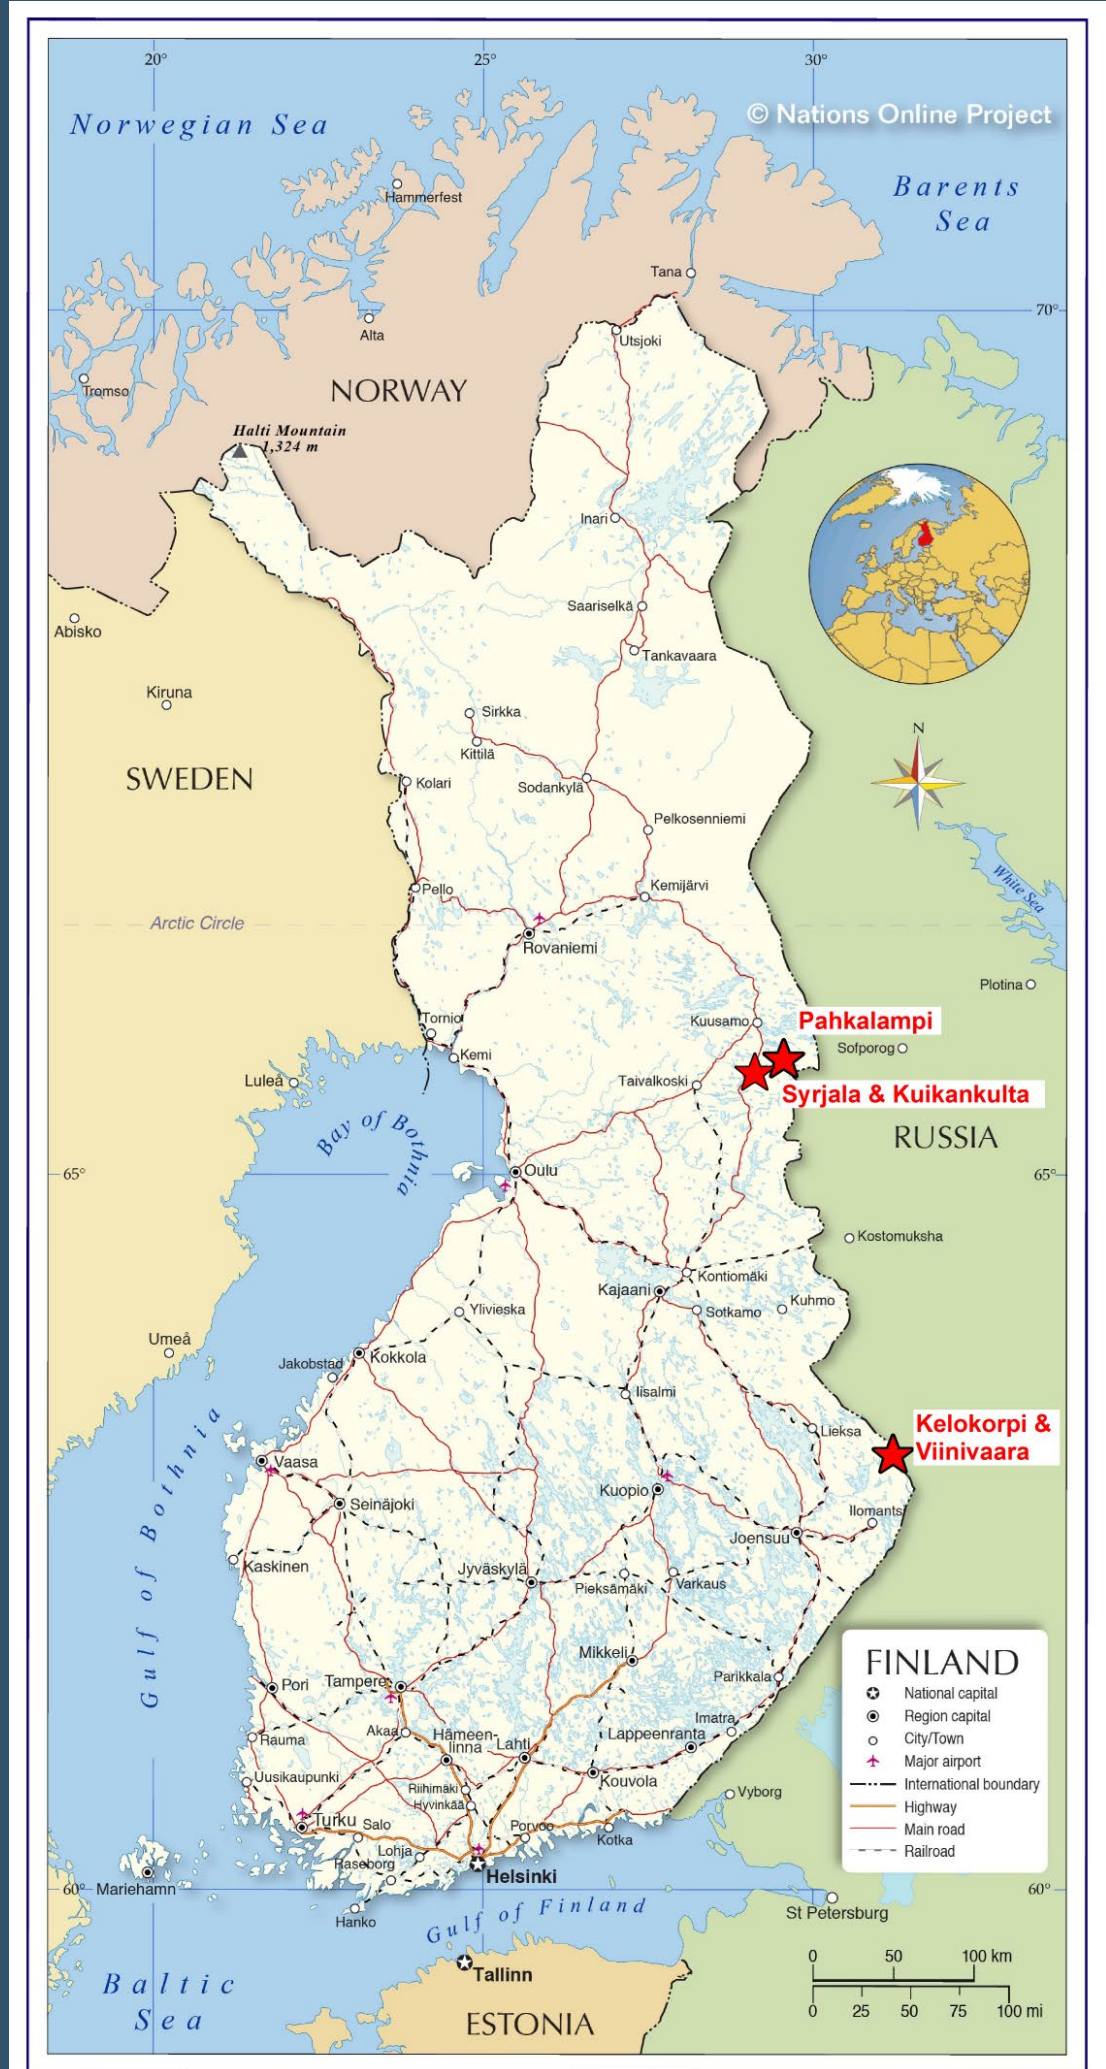 20°
25°
30°
© Nations Online Project
Norwegian Sea
Barents
Sea
Hammerfest
Tana
70°
Alta
Utsjoki
Tromso
NORWAY
Halti Mountain
1,324 m
Inari
Saariselkä
Abisko
Tankavaara
Kiruna
Sirkka
Kittilä
N
SWEDEN
Kolari
Sodankylä
Pelkosenniemi
White Sea
Pello
Kemijärvi
Arctic Circle
Rovaniemi
Plotina
Tornio
Kuusamo
Pahkalampi
Sofporog
Kemi
Luleå
Taivalkoski
Syrjala & Kuikankulta
Bay of Bothnia
RUSSIA
65°
Oulu
65°
Kostomuksha
Kontiomäki
Kajaani
Sotkamo
Kuhmo
Ylivieska
Umeå
Jakobstad
Kokkola
Iisalmi
Kelokorpi &
Viinivaara
Lieksa
Gulf of Bothnia
Vaasa
Kuopio
Seinäjoki
Ilomants
Joensuu
Kaskinen
Jyväskylä
Pieksämäki
Varkaus
Mikkeli
Parikkala
Pori
Tampere
Imatra
Akaa
Hämeen-
linna
Lahti
Lappeenranta
Rauma
Uusikaupunki
Riihimäki
Hyvinkää
Kouvola
Vyborg
Turku
Salo
Porvoo
Kotka
Lohja
Raseborg
Helsinki
60°
Mariehamn
60°
Hanko
Gulf of Finland
St Petersburg
Tallinn
Baltic
Sea
ESTONIA
FINLAND
National capital
Region capital
City/Town
Major airport
International boundary
Highway
Main road
Railroad
0 50 100 km
0 25 50 75 100 mi